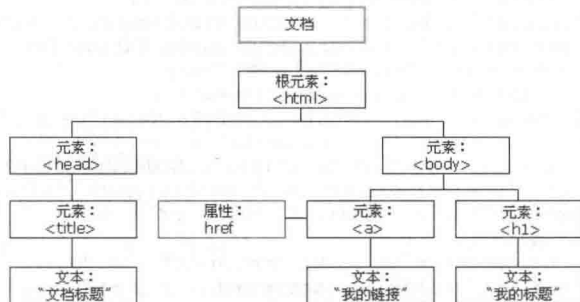 文档
根元素：
<html>
元素：
<head>
元素：
<body>
元素：
<title>
属性：
href
元素：
<a>
元素：
<h1>
文本：
"文档标题"
文本：
"我的链接
文本：
"我的标题"